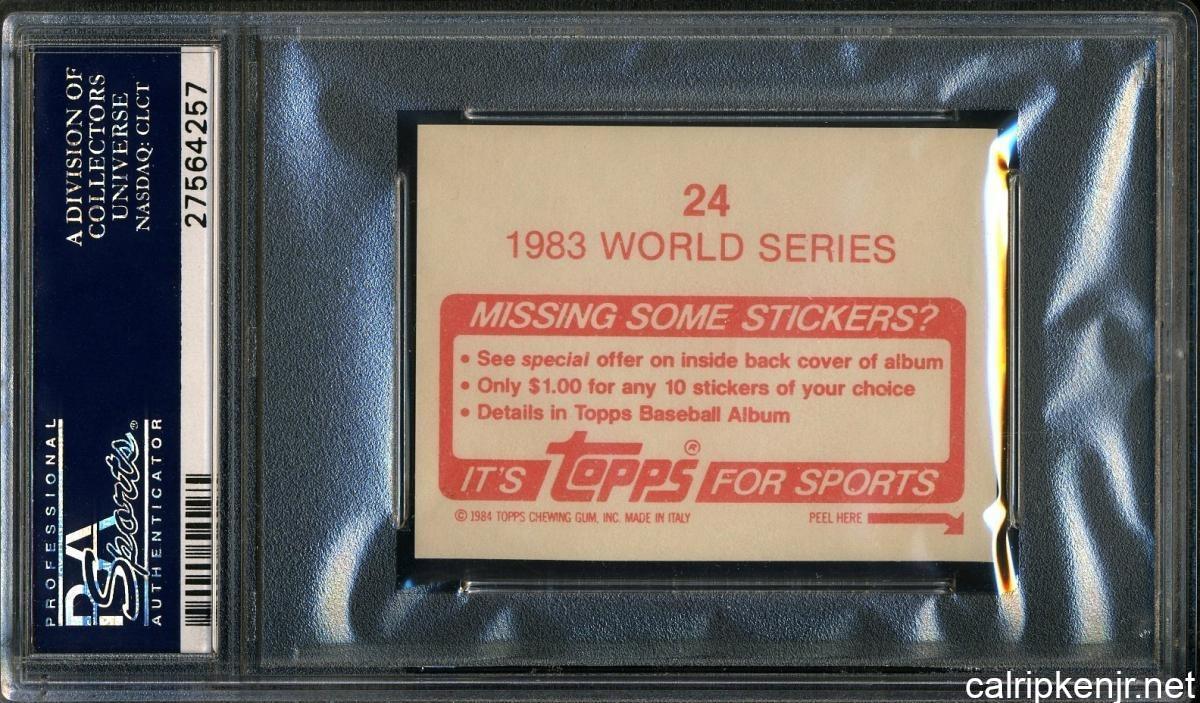 A DIVISION OF
COLLECTORS
UNIVERSE
NASDAQ: CLCT
27564257
PROFESSIONAL
PSA
Sports®
AUTHENTICATOR
24
1983 WORLD SERIES
MISSING SOME STICKERS?
• See special offer on inside back cover of album
• Only $1.00 for any 10 stickers of your choice
• Details in Topps Baseball Album
IT'S topps® FOR SPORTS
© 1984 TOPPS CHEWING GUM, INC. MADE IN ITALY PEEL HERE
calripkenjr.net